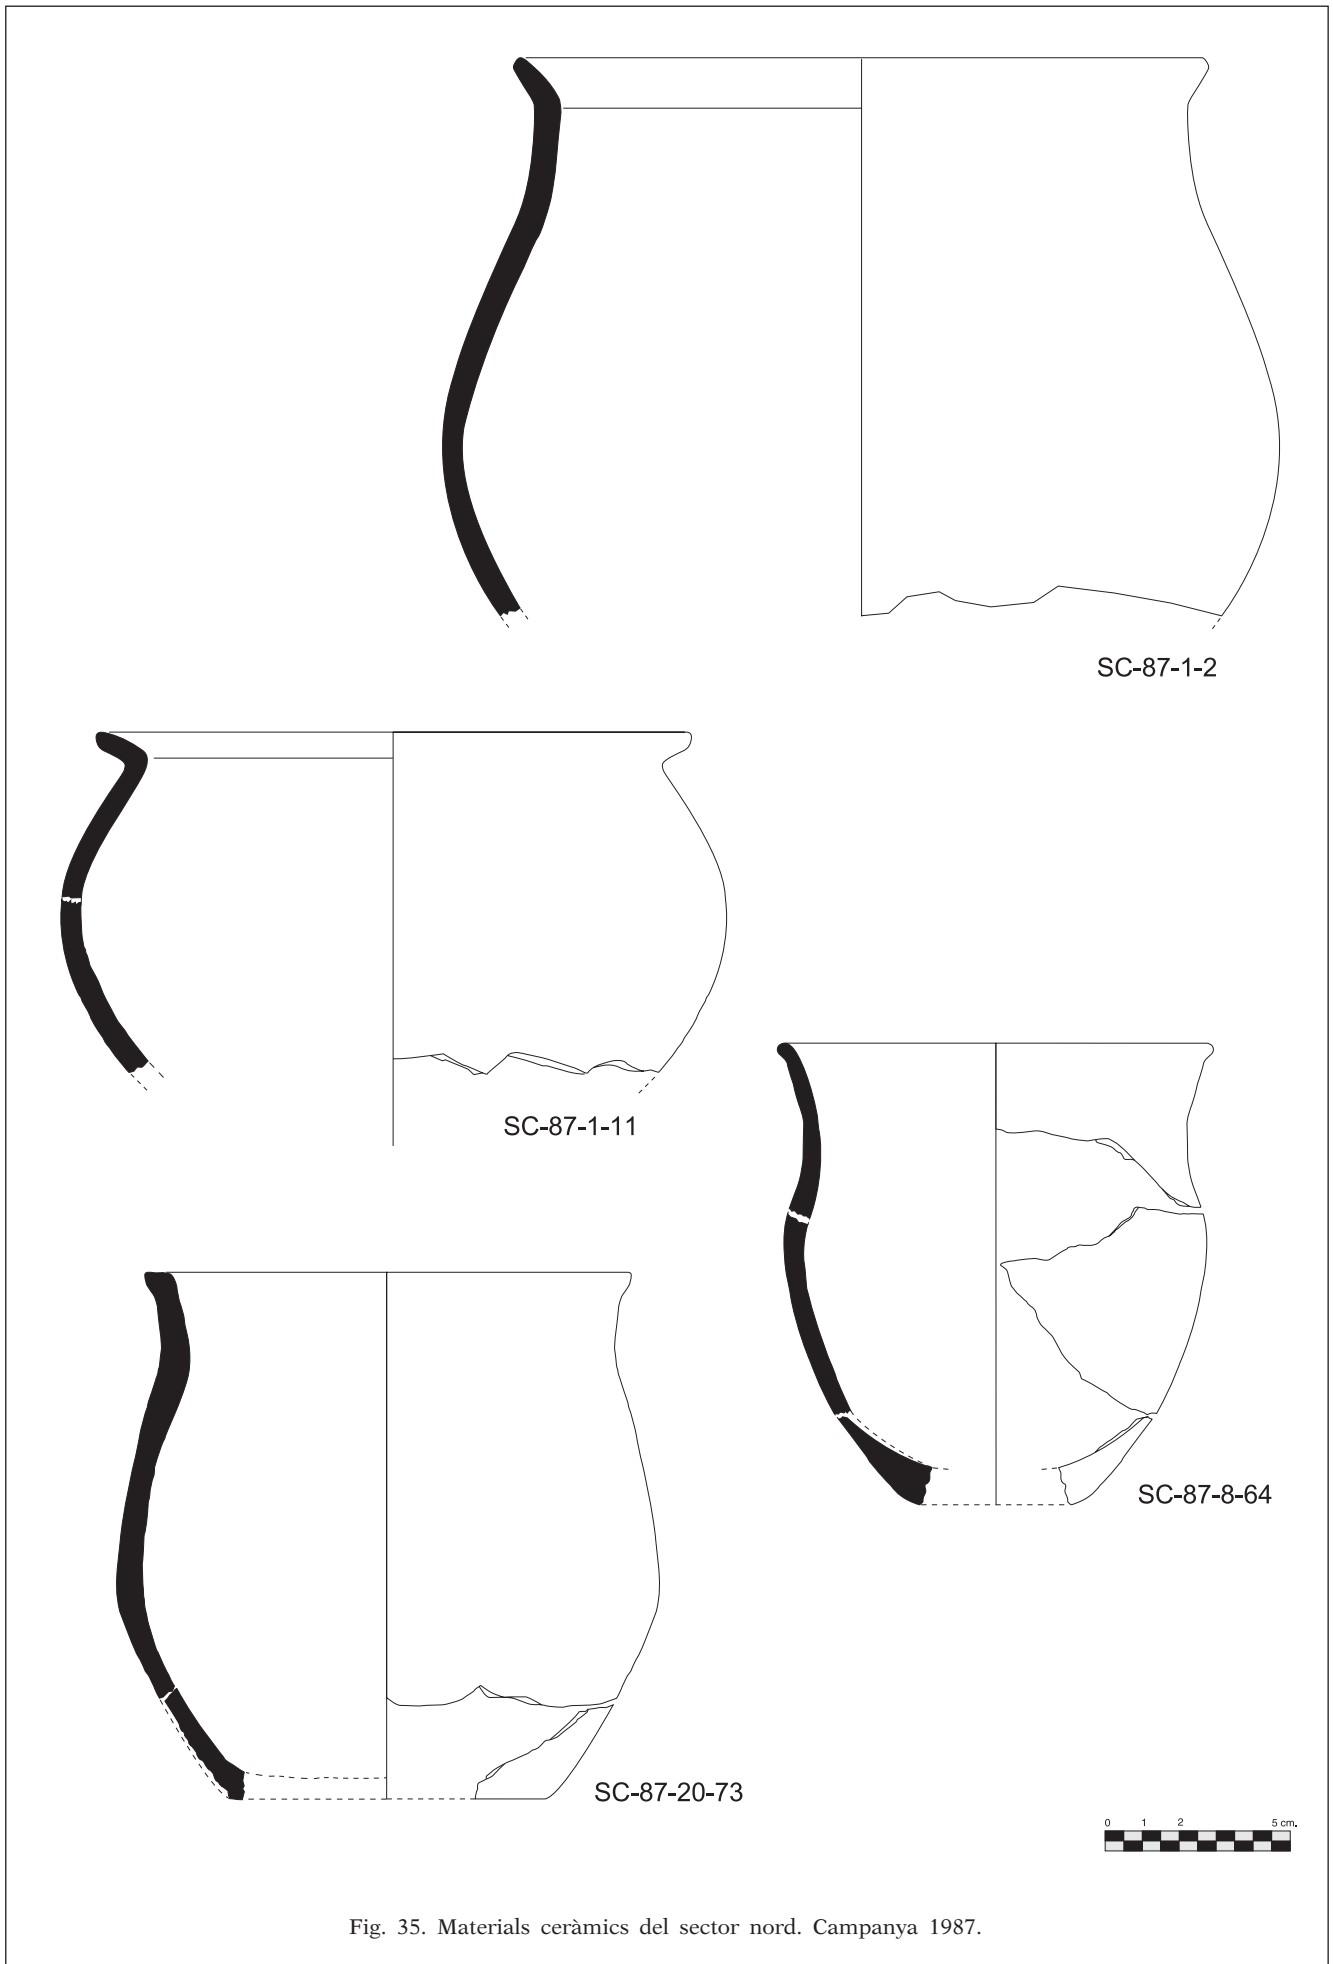 SC-87-1-2
SC-87-1-11
SC-87-8-64
SC-87-20-73
0 1 2 5 cm.
Fig. 35. Materials ceràmics del sector nord. Campanya 1987.